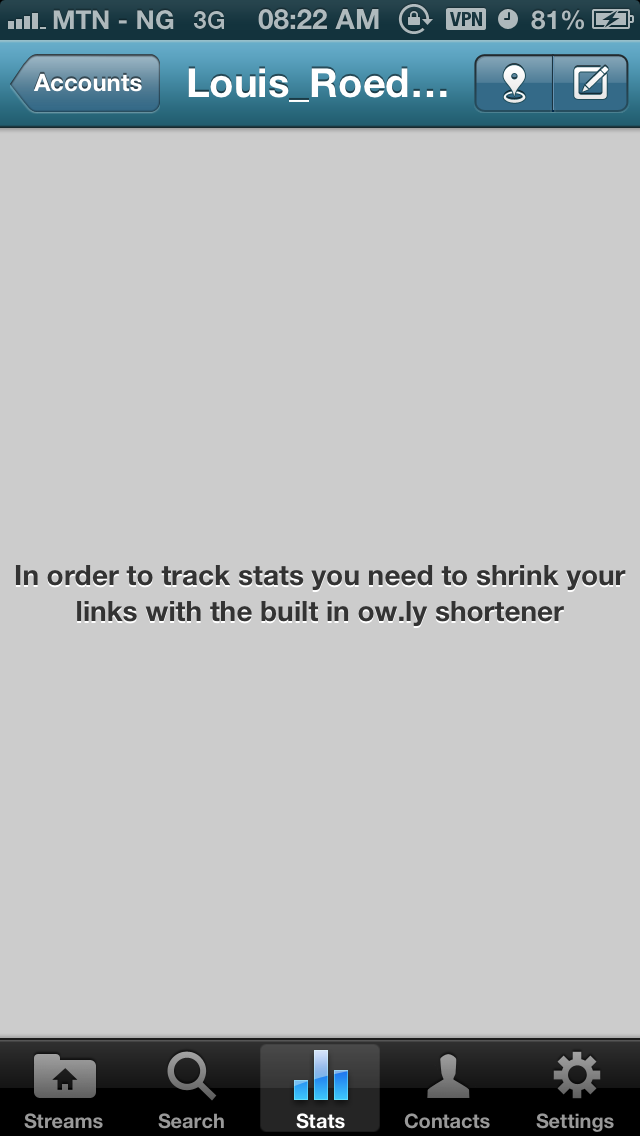 MTN - NG 3G 08:22 AM VPN 81%
Accounts Louis_Roed...
In order to track stats you need to shrink your
links with the built in ow.ly shortener
Streams Search Stats Contacts Settings